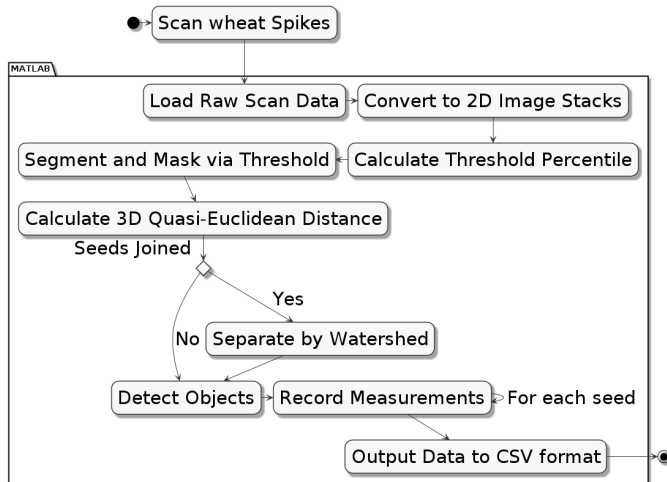 Scan wheat Spikes
MATLAB
Load Raw Scan Data
Convert to 2D Image Stacks
Segment and Mask via Threshold
Calculate Threshold Percentile
Calculate 3D Quasi-Euclidean Distance
Seeds Joined
Yes
No
Separate by Watershed
Detect Objects
Record Measurements
For each seed
Output Data to CSV format